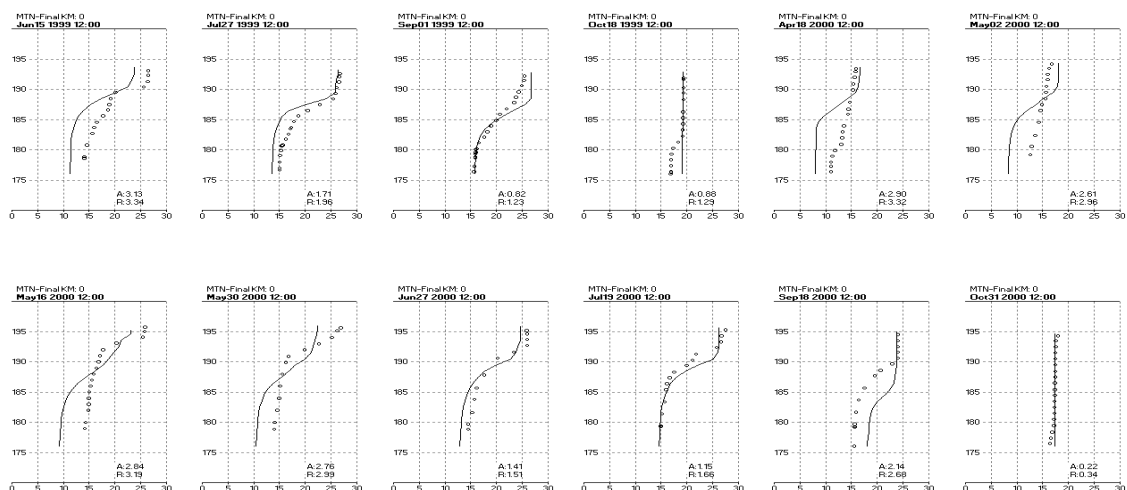 MTN-Final KM: 0
Jun15 1999 12:00
195
190
185
180
175
A:3.13
R:3.34
0 5 10 15 20 25 30
MTN-Final KM: 0
Jul27 1999 12:00
195
190
185
180
175
A:1.71
R:1.96
0 5 10 15 20 25 30
MTN-Final KM: 0
Sep01 1999 12:00
195
190
185
180
175
A:0.82
R:1.23
0 5 10 15 20 25 30
MTN-Final KM: 0
Oct18 1999 12:00
195
190
185
180
175
A:0.88
R:1.29
0 5 10 15 20 25 30
MTN-Final KM: 0
Apr18 2000 12:00
195
190
185
180
175
A:2.90
R:3.32
0 5 10 15 20 25 30
MTN-Final KM: 0
May02 2000 12:00
195
190
185
180
175
A:2.61
R:2.96
0 5 10 15 20 25 30
MTN-Final KM: 0
May16 2000 12:00
195
190
185
180
175
A:2.84
R:3.19
0 5 10 15 20 25 30
MTN-Final KM: 0
May30 2000 12:00
195
190
185
180
175
A:2.76
R:2.99
0 5 10 15 20 25 30
MTN-Final KM: 0
Jun27 2000 12:00
195
190
185
180
175
A:1.41
R:1.51
0 5 10 15 20 25 30
MTN-Final KM: 0
Jul19 2000 12:00
195
190
185
180
175
A:1.15
R:1.66
0 5 10 15 20 25 30
MTN-Final KM: 0
Sep18 2000 12:00
195
190
185
180
175
A:2.14
R:2.68
0 5 10 15 20 25 30
MTN-Final KM: 0
Oct31 2000 12:00
195
190
185
180
175
A:0.22
R:0.34
0 5 10 15 20 25 30